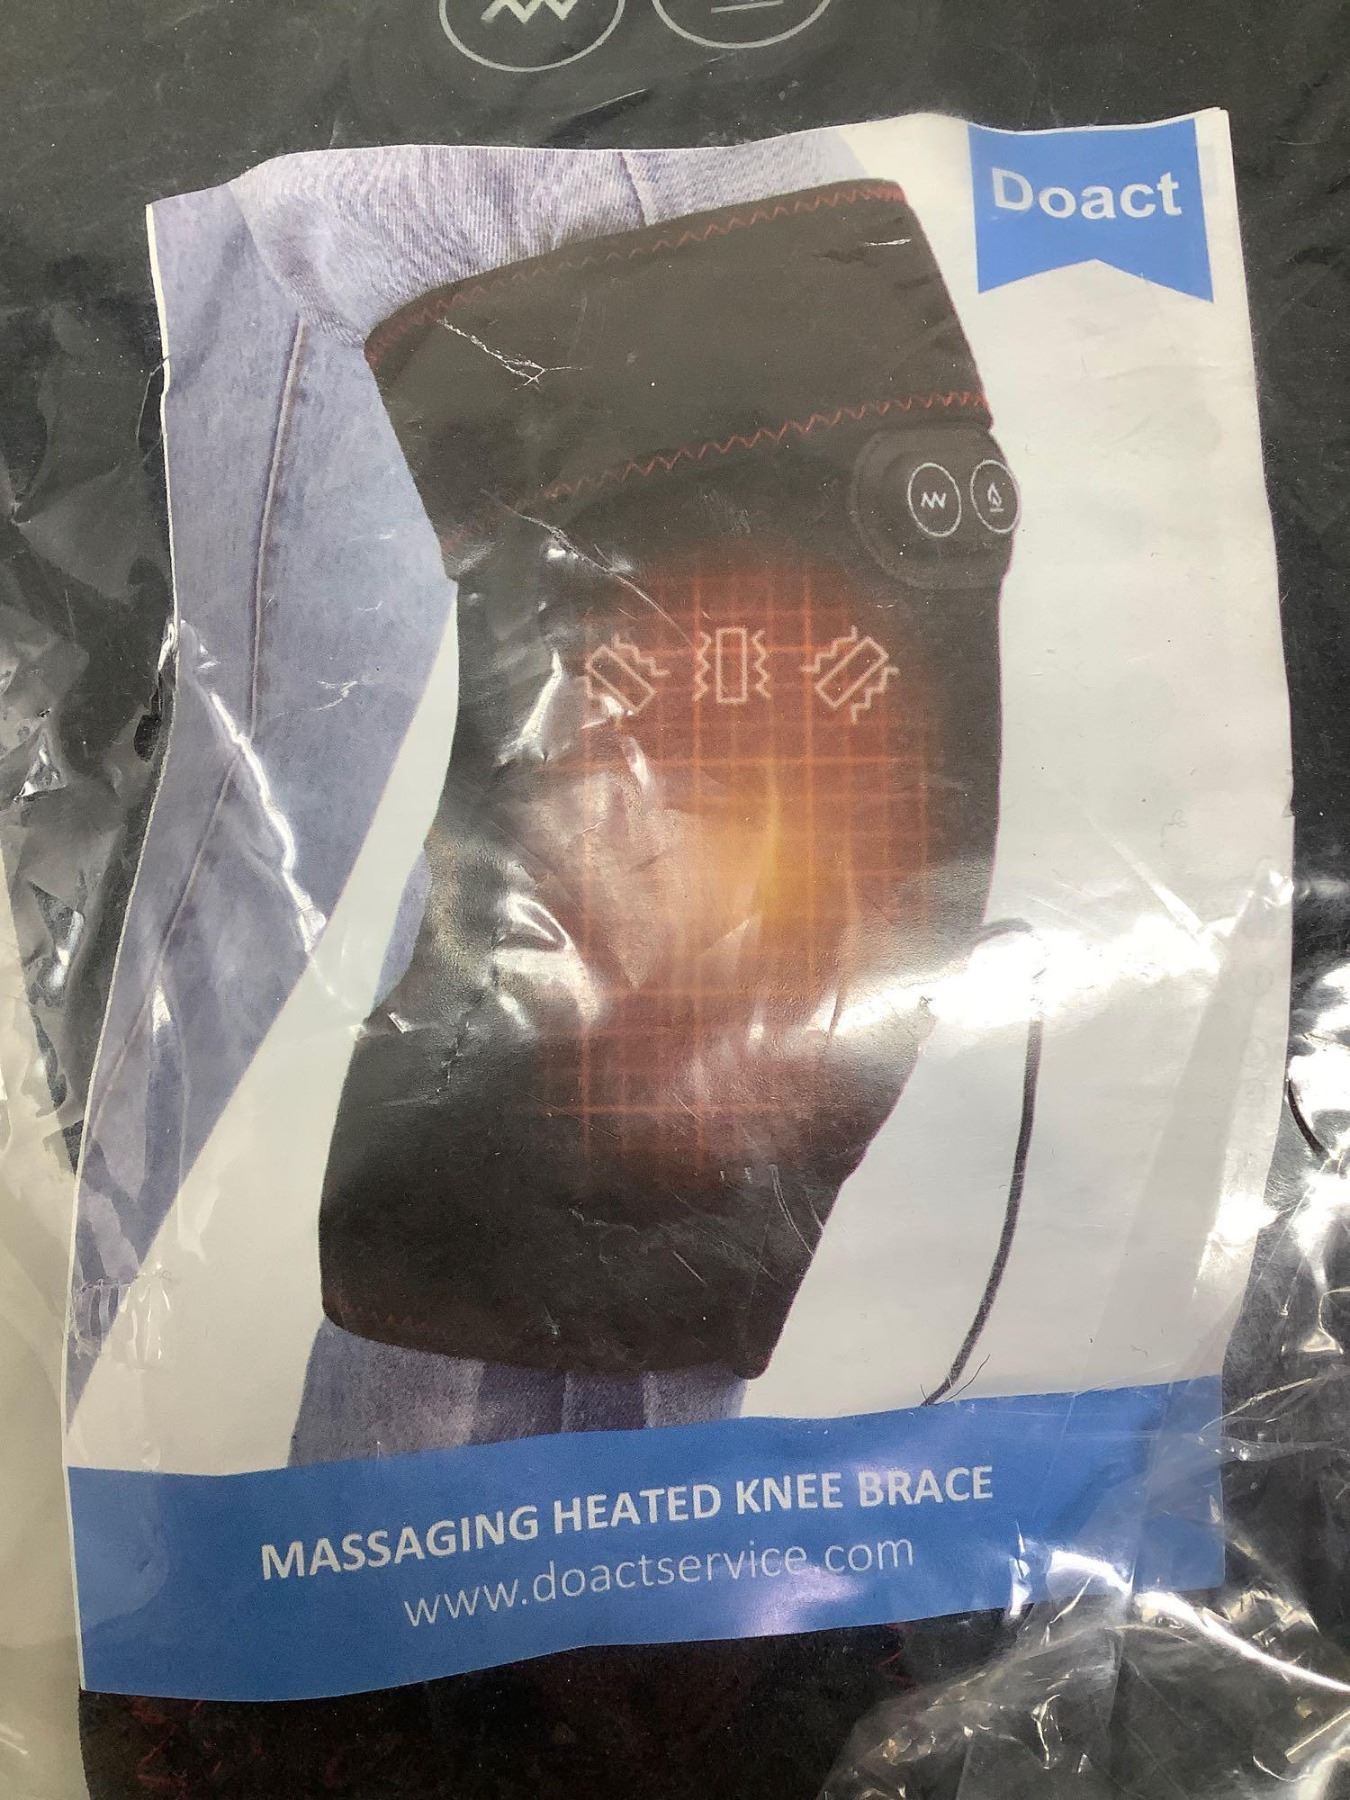 Doact
MASSAGING HEATED KNEE BRACE
www.doactservice.com